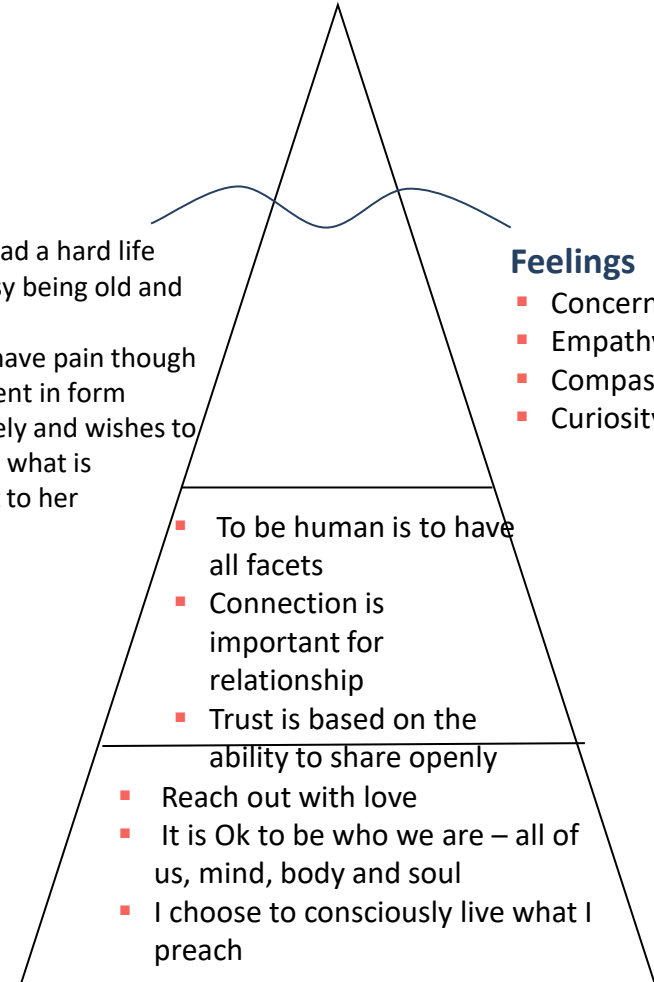 ad a hard life
sy being old and
have pain though
ent in form
ely and wishes to
what is
t to her
Feelings
▪ Concern
▪ Empathy
▪ Compas
▪ Curiosity
▪ To be human is to have
all facets
▪ Connection is
important for
relationship
▪ Trust is based on the
ability to share openly
▪ Reach out with love
▪ It is Ok to be who we are – all of
us, mind, body and soul
▪ I choose to consciously live what I
preach